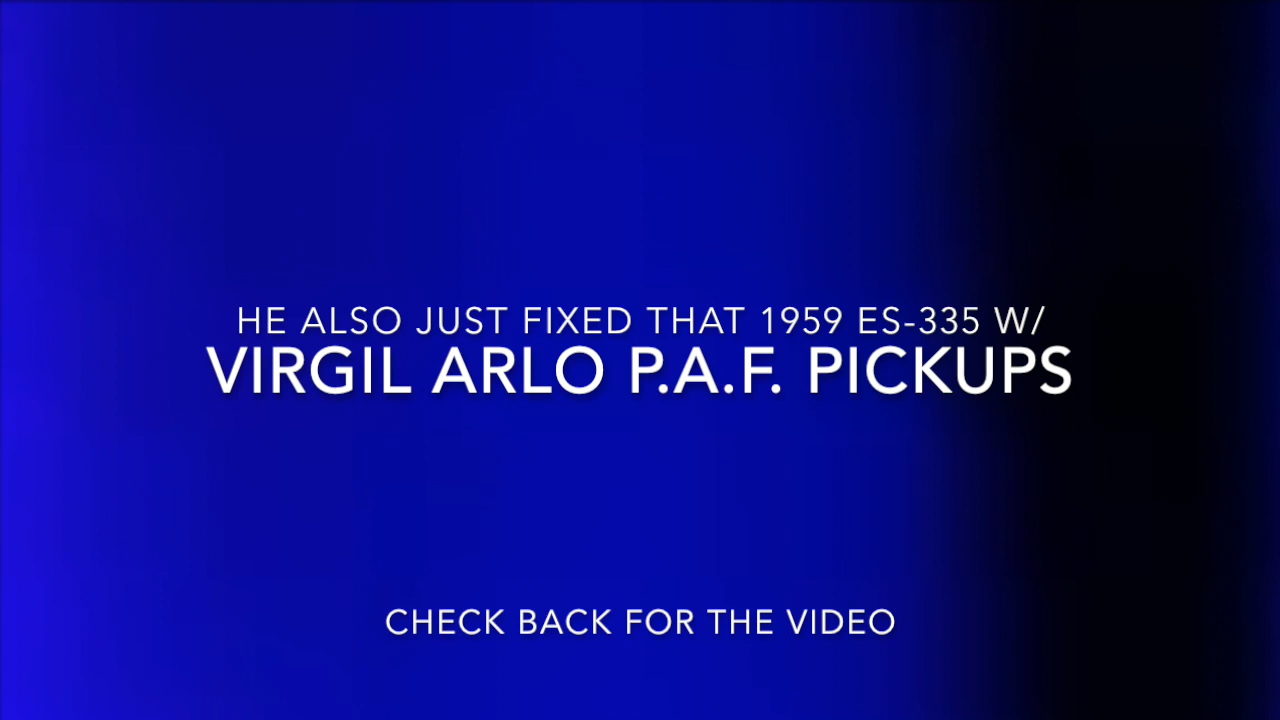 HE ALSO JUST FIXED THAT 1959 ES-335 W/
VIRGIL ARLO P.A.F. PICKUPS
CHECK BACK FOR THE VIDEO